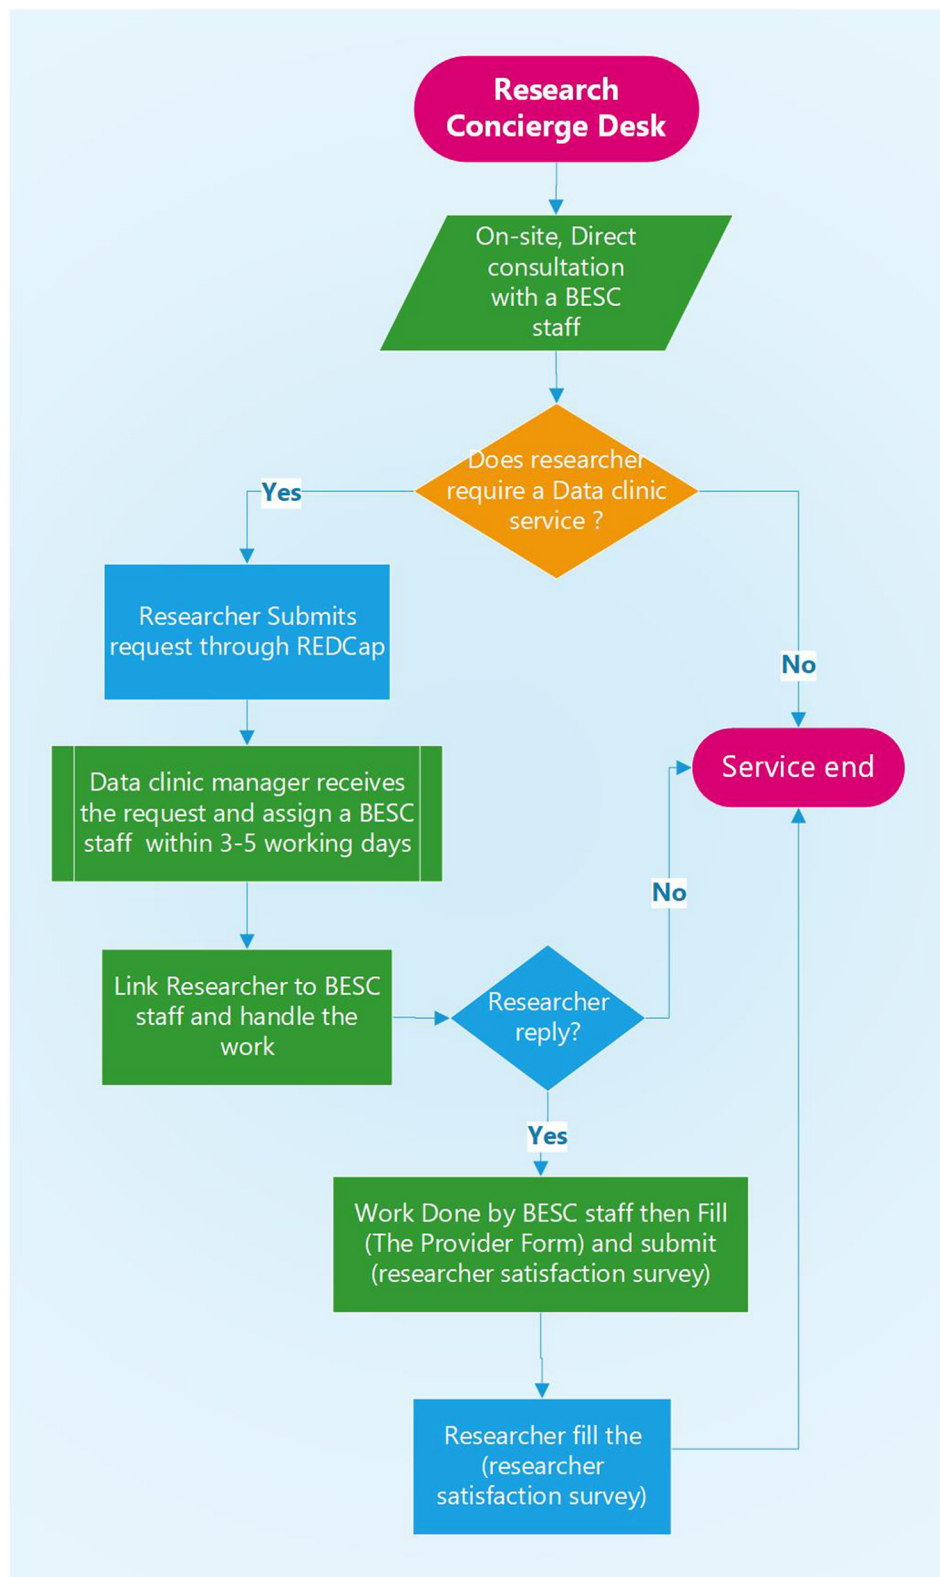 Research
Concierge Desk
On-site, Direct
consultation
with a BESC
staff
Does researcher
require a Data clinic
service ?
Yes
No
Researcher Submits
request through REDCap
Service end
Data clinic manager receives
the request and assign a BESC
staff within 3-5 working days
No
Link Researcher to BESC
staff and handle the
work
Researcher
reply?
Yes
Work Done by BESC staff then Fill
(The Provider Form) and submit
(researcher satisfaction survey)
Researcher fill the
(researcher
satisfaction survey)